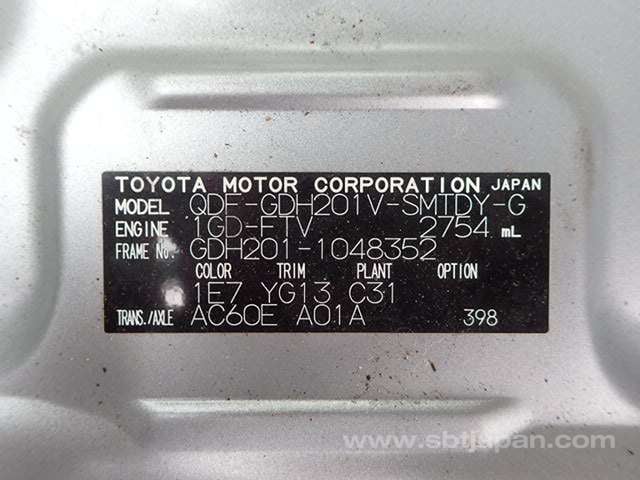 TOYOTA MOTOR CORPORATION JAPAN
MODEL QDF-GDH201V-SMTDY-G
ENGINE 1GD-FTV 2754 mL
FRAME No. GDH201-1048352
COLOR TRIM PLANT OPTION
1E7 YG13 C31
TRANS./AXLE AC60E A01A 398
www.sbtjapan.com